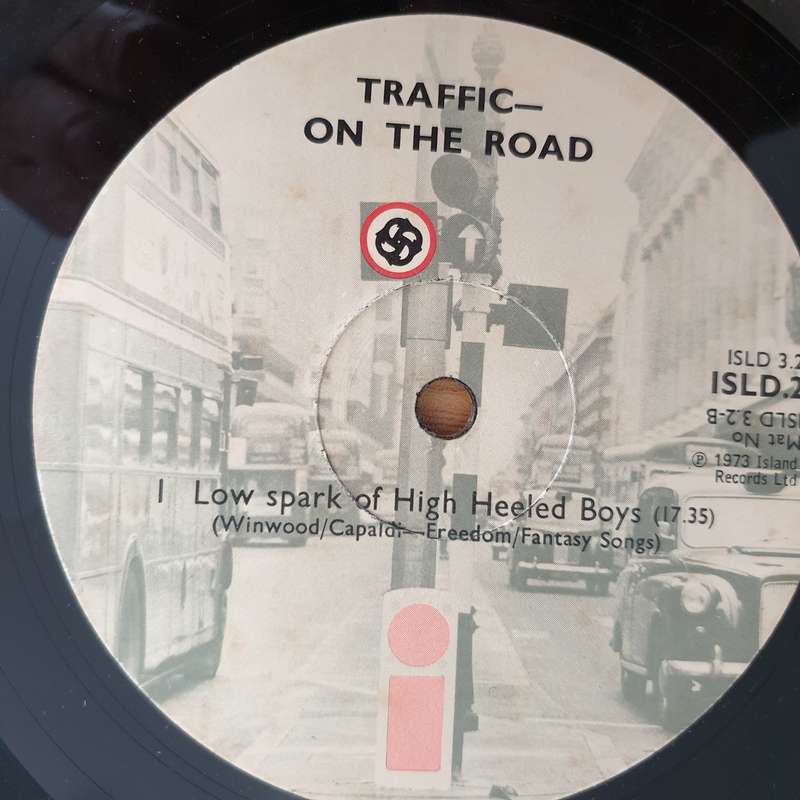 TRAFFIC—
ON THE ROAD
ISLD 3.2
ISLD.2
ISLD 3.2-B
Mat No
Ⓟ 1973 Island
Records Ltd
1 Low spark of High Heeled Boys (17.35)
(Winwood/Capaldi—Freedom/Fantasy Songs)
i